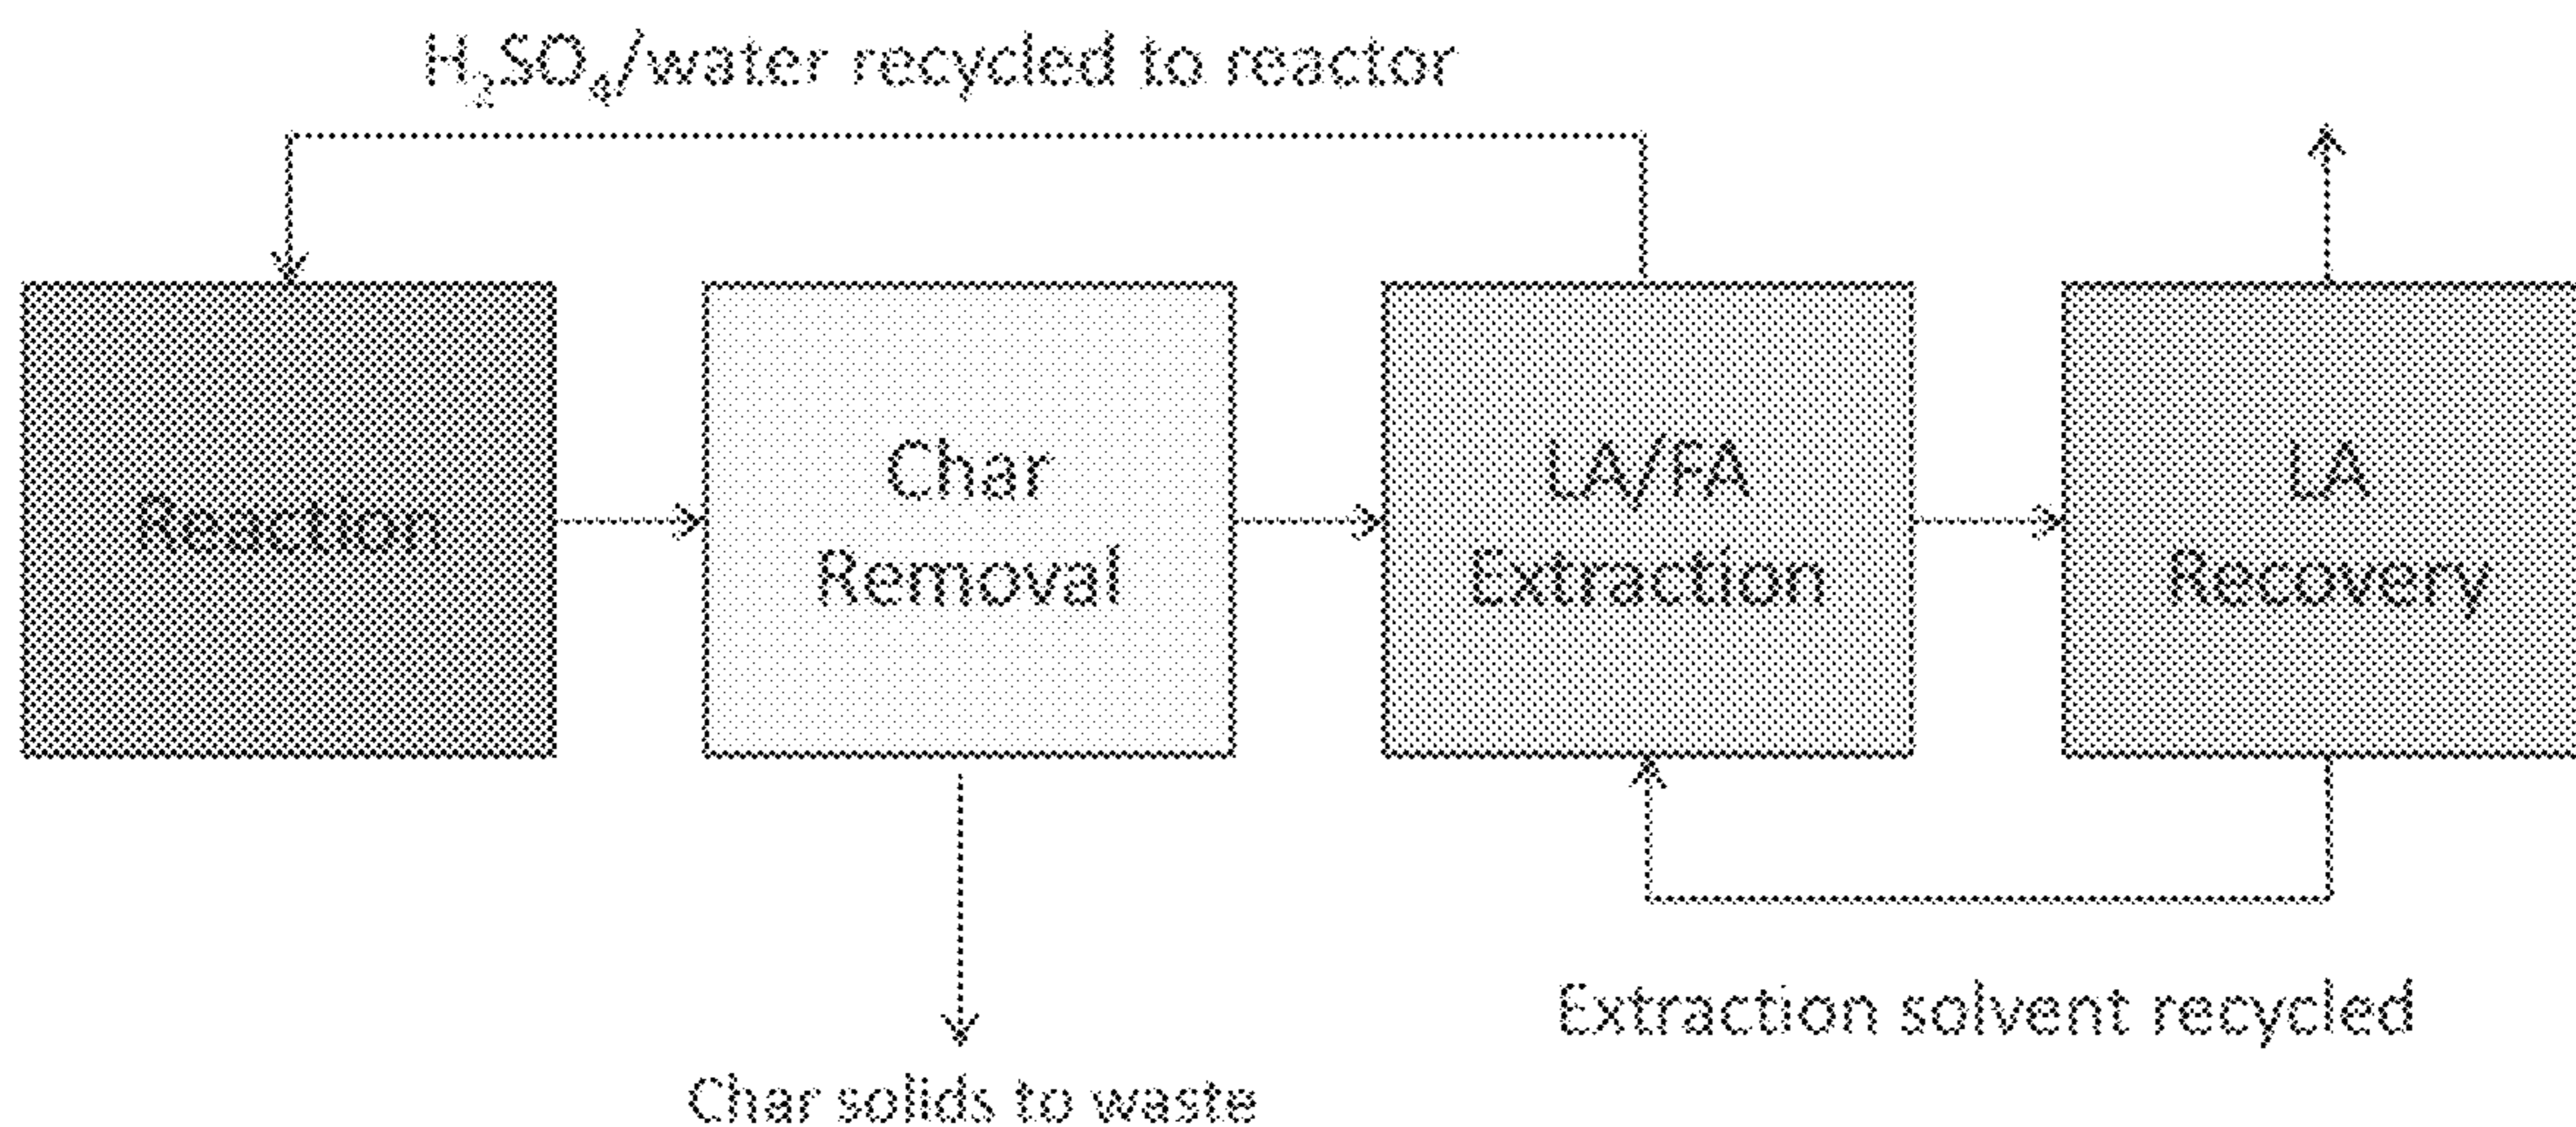 H₂SO₄/water recycled to reactor
Reaction
Char
Removal
LA/FA
Extraction
LA
Recovery
Extraction solvent recycled
Char solids to waste